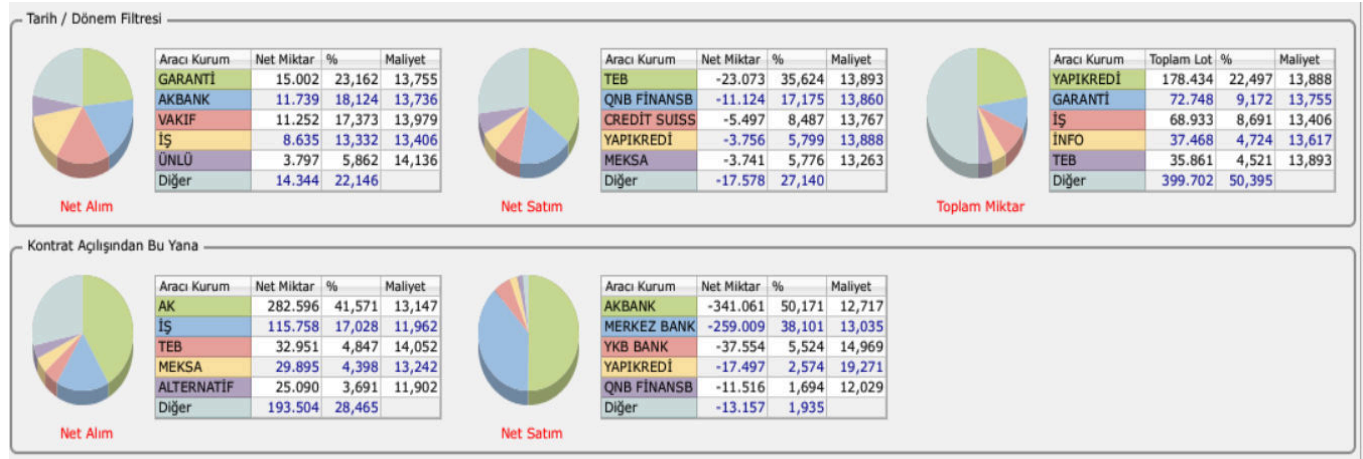 Tarih / Dönem Filtresi
Aracı Kurum Net Miktar % Maliyet
GARANTİ 15.002 23,162 13,755
AKBANK 11.739 18,124 13,736
VAKIF 11.252 17,373 13,979
İŞ 8.635 13,332 13,406
ÜNLÜ 3.797 5,862 14,136
Diğer 14.344 22,146
Net Alım
Aracı Kurum Net Miktar % Maliyet
TEB -23.073 35,624 13,893
QNB FİNANSB -11.124 17,175 13,860
CREDİT SUISS -5.497 8,487 13,767
YAPIKREDİ -3.756 5,799 13,888
MEKSA -3.741 5,776 13,263
Diğer -17.578 27,140
Net Satım
Aracı Kurum Toplam Lot % Maliyet
YAPIKREDİ 178.434 22,497 13,888
GARANTİ 72.748 9,172 13,755
İŞ 68.933 8,691 13,406
İNFO 37.468 4,724 13,617
TEB 35.861 4,521 13,893
Diğer 399.702 50,395
Toplam Miktar
Kontrat Açılışından Bu Yana
Aracı Kurum Net Miktar % Maliyet
AK 282.596 41,571 13,147
İŞ 115.758 17,028 11,962
TEB 32.951 4,847 14,052
MEKSA 29.895 4,398 13,242
ALTERNATİF 25.090 3,691 11,902
Diğer 193.504 28,465
Net Alım
Aracı Kurum Net Miktar % Maliyet
AKBANK -341.061 50,171 12,717
MERKEZ BANK -259.009 38,101 13,035
YKB BANK -37.554 5,524 14,969
YAPIKREDİ -17.497 2,574 19,271
QNB FİNANSB -11.516 1,694 12,029
Diğer -13.157 1,935
Net Satım